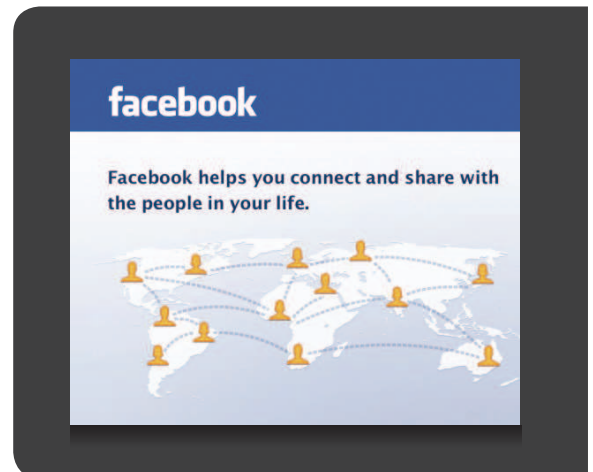 facebook
Facebook helps you connect and share with
the people in your life.